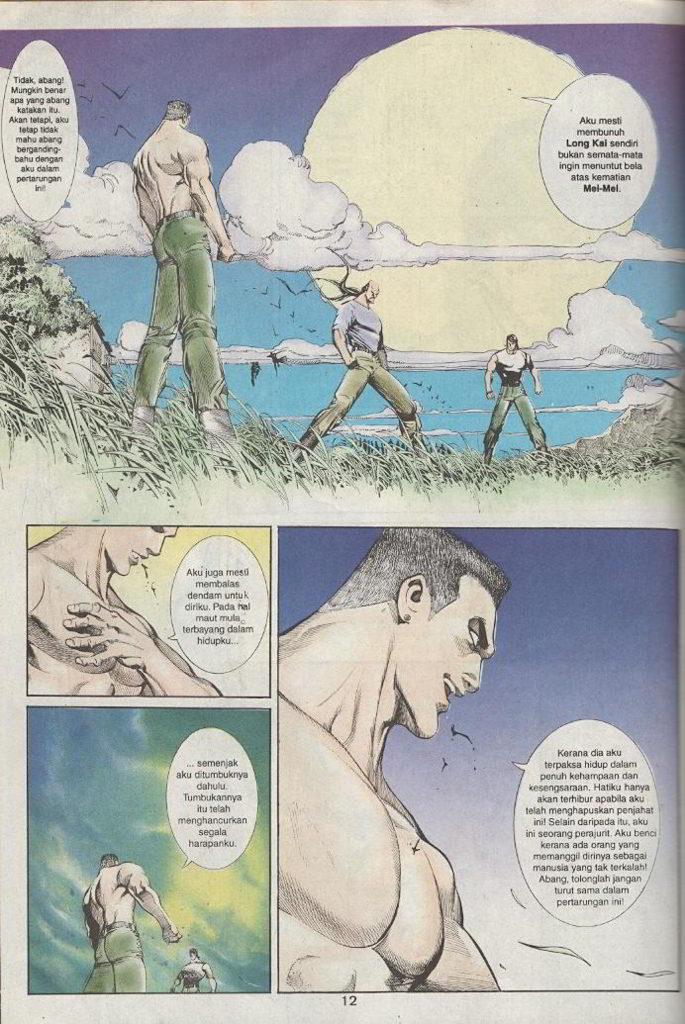 Tidak, abang!
Mungkin benar
apa yang abang
katakan itu.
Akan tetapi, aku
tetap tidak
mahu abang
berganding-
bahu dengan
aku dalam
pertarungan
ini!
Aku mesti
membunuh
Long Kai sendiri
bukan semata-mata
ingin menuntut bela
atas kematian
Mei-Mei.
Aku juga mesti
membalas
dendam untuk
diriku. Pada hal
maut mula
terbayang dalam
hidupku...
... semenjak
aku ditumbuknya
dahulu.
Tumbukannya
itu telah
menghancurkan
segala
harapanku.
Kerana dia aku
terpaksa hidup dalam
penuh kehampaan dan
kesengsaraan. Hatiku hanya
akan terhibur apabila aku
telah menghapuskan penjahat
ini! Selain daripada itu, aku
ini seorang perajurit. Aku benci
kerana ada orang yang
memanggil dirinya sebagai
manusia yang tak terkalah!
Abang, tolonglah jangan
turut sama dalam
pertarungan ini!
12